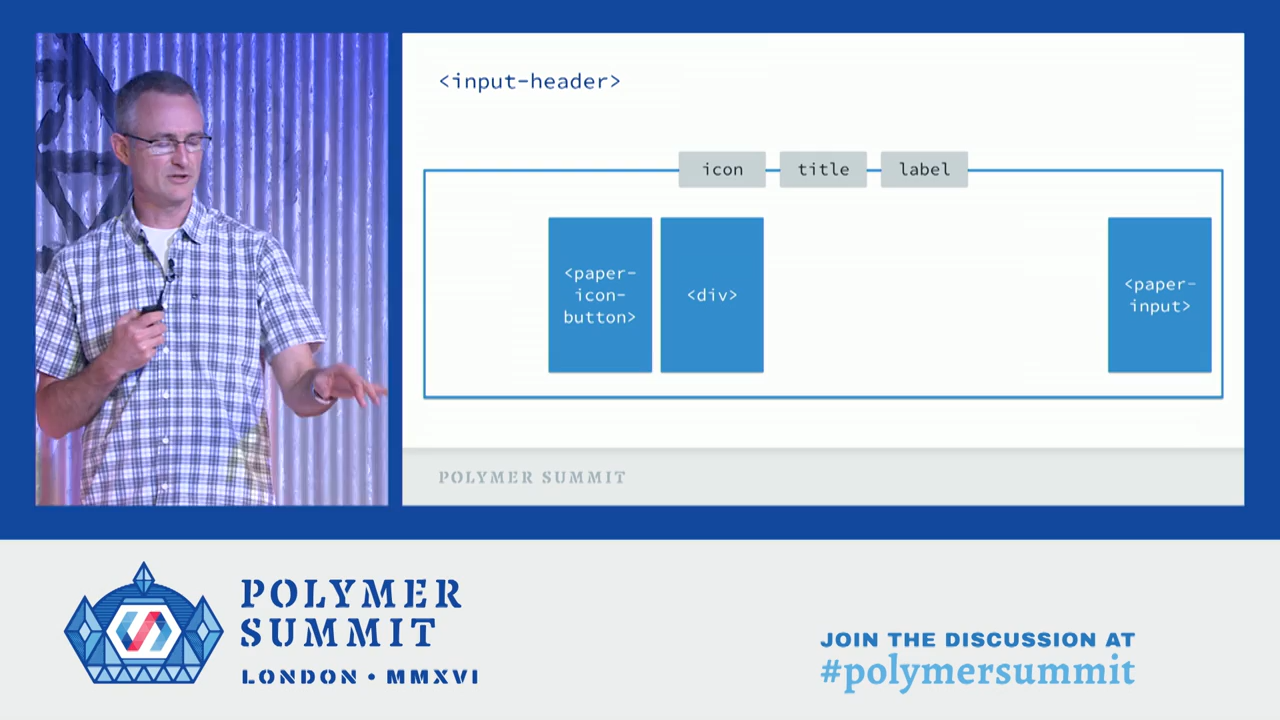 <input-header>
icon title label
<paper-
icon-
button>
<div>
<paper-
input>
POLYMER SUMMIT
POLYMER
SUMMIT
LONDON • MMXVI
JOIN THE DISCUSSION AT
#polymersummit